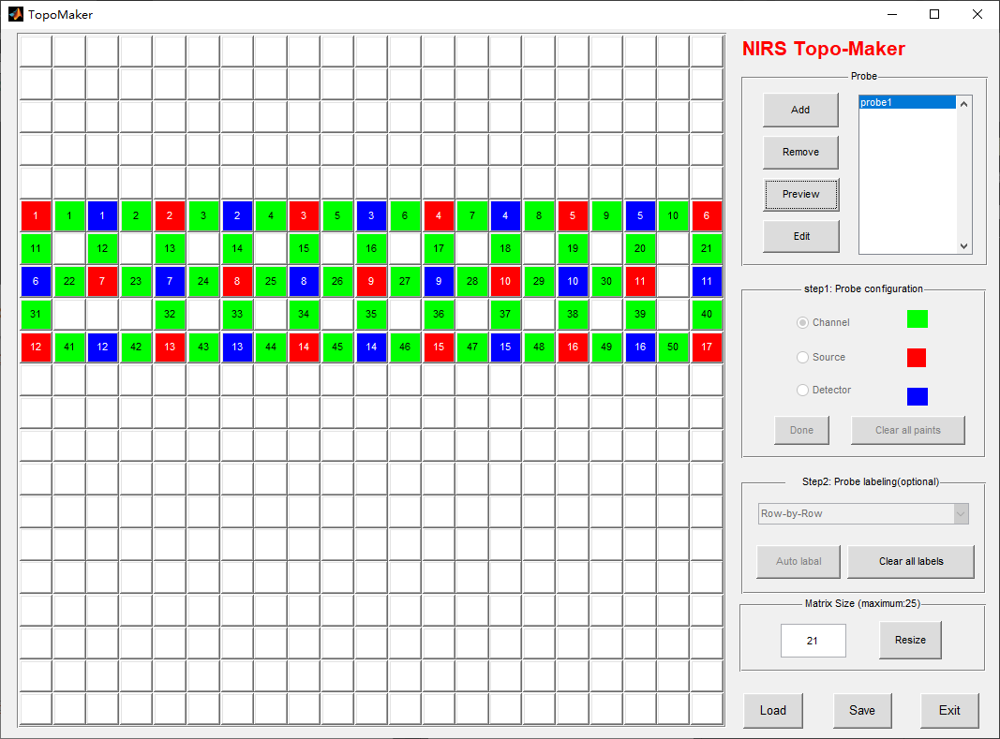 TopoMaker
NIRS Topo-Maker
Probe
Add
probe1
Remove
Preview
Edit
1 1 1 2 2 3 2 4 3 5 3 6 4 7 4 8 5 9 5 10 6
11 12 13 14 15 16 17 18 19 20 21
6 22 7 23 7 24 8 25 8 26 9 27 9 28 10 29 10 30 11 11
31 32 33 34 35 36 37 38 39 40
12 41 12 42 13 43 13 44 14 45 14 46 15 47 15 48 16 49 16 50 17
step1: Probe configuration
Channel
Source
Detector
Done
Clear all paints
Step2: Probe labeling(optional)
Row-by-Row
Auto labal
Clear all labels
Matrix Size (maximum:25)
21
Resize
Load
Save
Exit